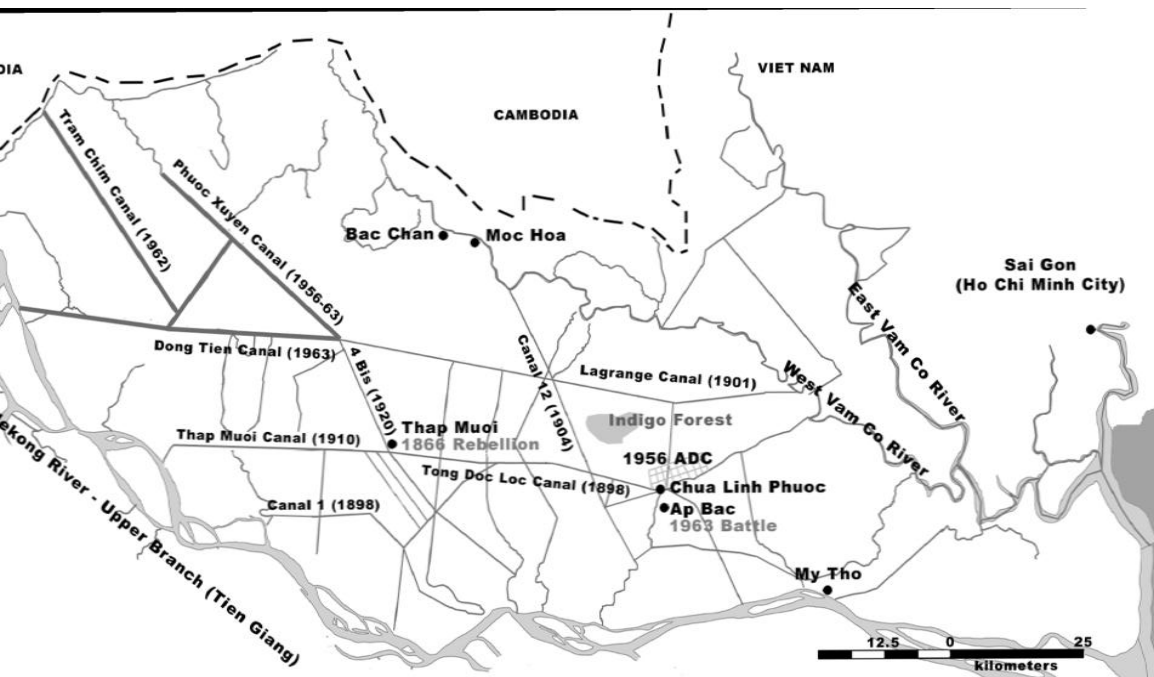 DIA
VIET NAM
CAMBODIA
Tram Chim Canal (1962)
Phuoc Xuyen Canal (1956-63)
Bac Chan
Moc Hoa
Sai Gon
(Ho Chi Minh City)
East Vam Co River
Dong Tien Canal (1963)
4 Bis (1920)
Canal 12 (1904)
Lagrange Canal (1901)
West Vam Co River
Indigo Forest
Thap Muoi
1866 Rebellion
Thap Muoi Canal (1910)
1956 ADC
Tong Doc Loc Canal (1898)
Chua Linh Phuoc
Canal 1 (1898)
Ap Bac
1963 Battle
Mekong River - Upper Branch (Tien Giang)
My Tho
12.5 0 25
kilometers